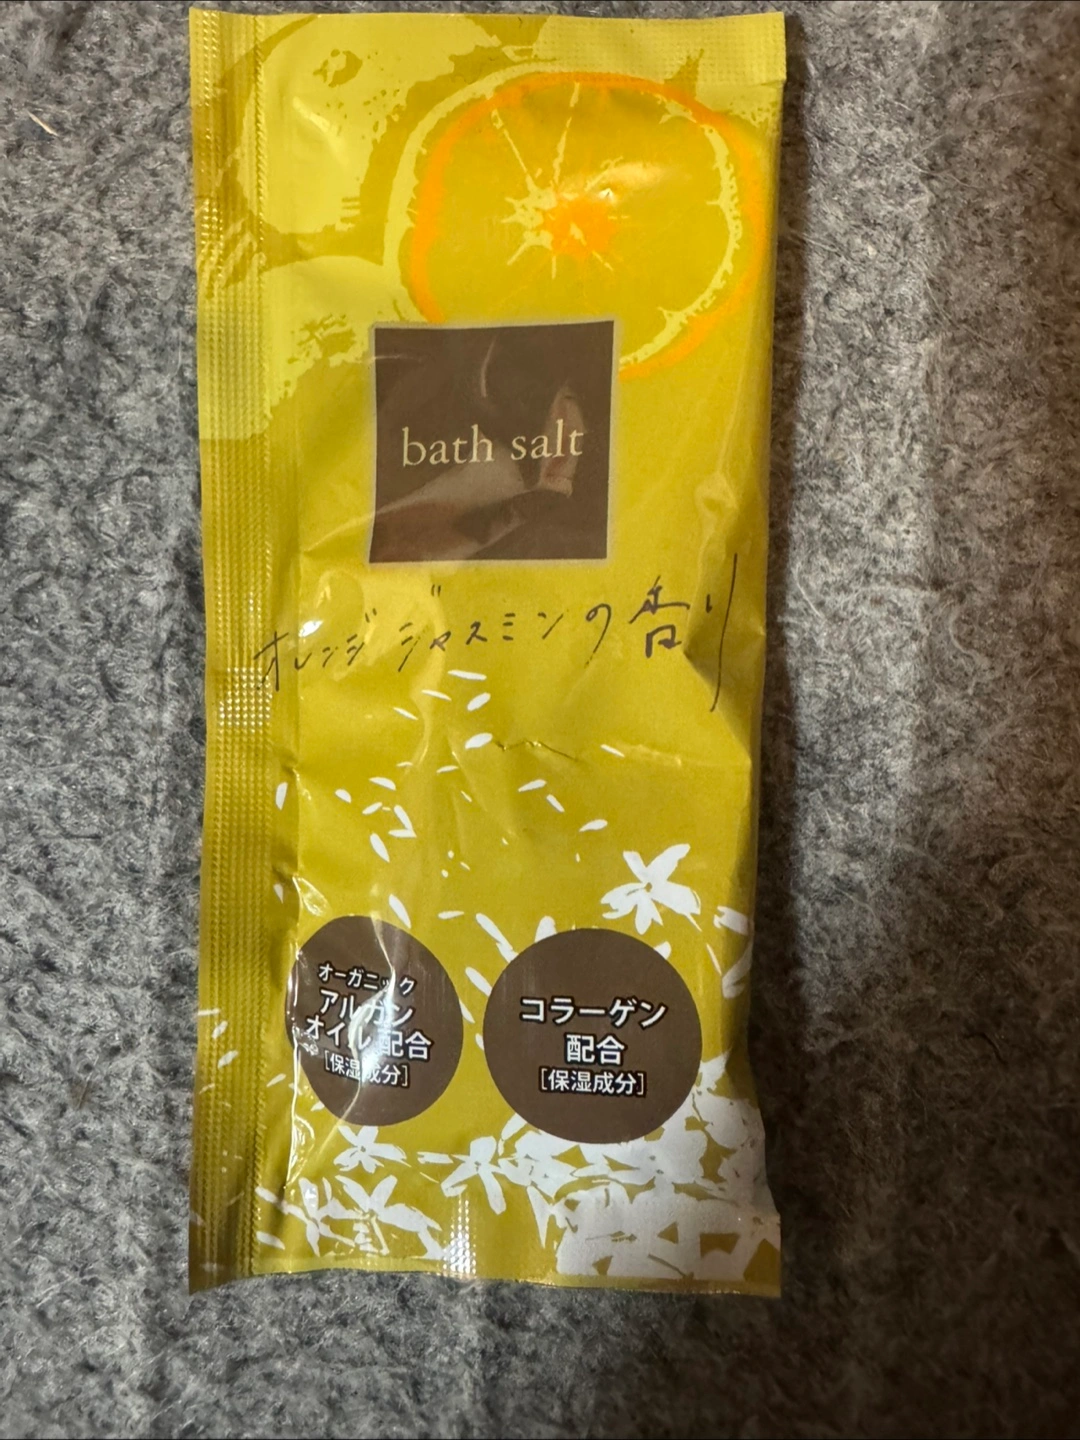 bath salt
オレンジ ジャスミンの香り
オーガニック
アルガン
オイル配合
[保湿成分]
コラーゲン
配合
[保湿成分]